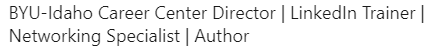 BYU-Idaho Career Center Director | LinkedIn Trainer |
Networking Specialist | Author